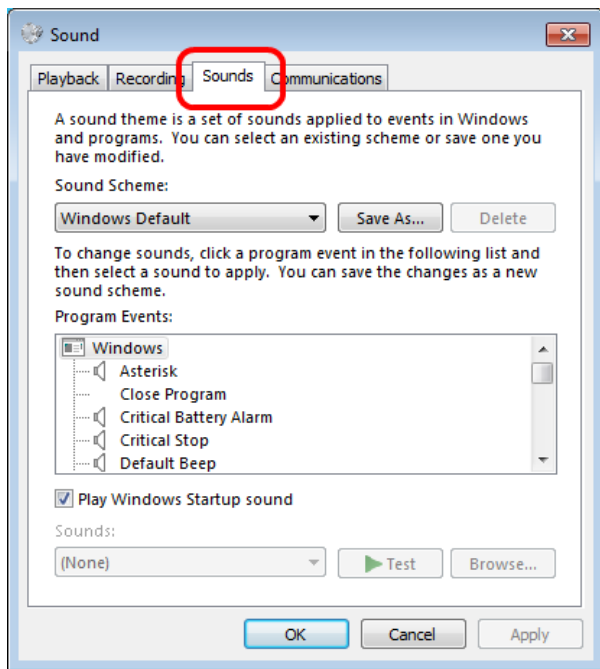 Sound
Playback Recording Sounds Communications
A sound theme is a set of sounds applied to events in Windows
and programs. You can select an existing scheme or save one you
have modified.
Sound Scheme:
Windows Default Save As... Delete
To change sounds, click a program event in the following list and
then select a sound to apply. You can save the changes as a new
sound scheme.
Program Events:
Windows
Asterisk
Close Program
Critical Battery Alarm
Critical Stop
Default Beep
Play Windows Startup sound
Sounds:
(None) Test Browse...
OK Cancel Apply